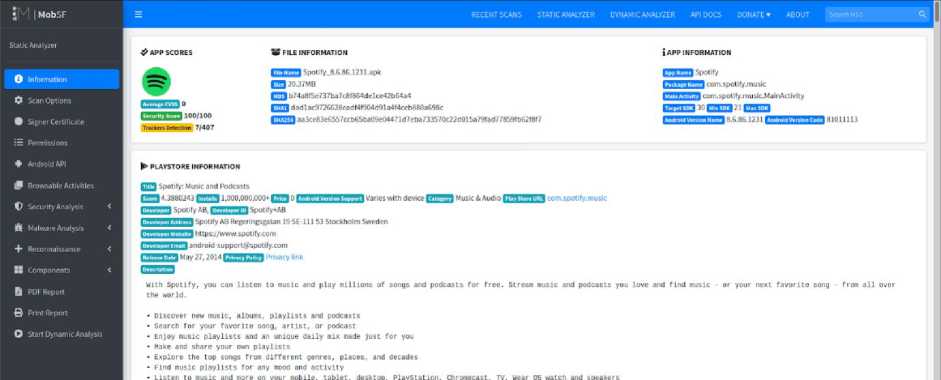 MobSF
RECENT SCANS STATIC ANALYZER DYNAMIC ANALYZER API DOCS DONATE ♥ ABOUT Search MD5
Static Analyzer
Information
Scan Options
Signer Certificate
Permissions
Android API
Browsable Activities
Security Analysis
Malware Analysis
Reconnaissance
Components
PDF Report
Print Report
Start Dynamic Analysis
APP SCORES
Average CVSS 0
Security Score 100/100
Trackers Detection 7/407
FILE INFORMATION
File Name Spotify_8.6.86.1231.apk
Size 20.37MB
MD5
SHA1
SHA256
APP INFORMATION
App Name Spotify
Package Name com.spotify.music
Main Activity com.spotify.music.MainActivity
Target SDK 30 Min SDK 21 Max SDK
Android Version Name 8.6.86.1231 Android Version Code 81011113
PLAYSTORE INFORMATION
Title Spotify: Music and Podcasts
Score 4.3880243 Installs 1,000,000,000+ Price 0 Android Version Support Varies with device Category Music & Audio Play Store URL com.spotify.music
Developer Spotify AB, Developer ID Spotify+AB
Developer Address Spotify AB Regeringsgatan 19 SE-111 53 Stockholm Sweden
Developer Website https://www.spotify.com
Developer Email android-support@spotify.com
Release Date May 27, 2014 Privacy Policy Privacy link
Description
With Spotify, you can listen to music and play millions of songs and podcasts for free. Stream music and podcasts you love and find music - or your next favorite song - from all over
the world.
• Discover new music, albums, playlists and podcasts
• Search for your favorite song, artist, or podcast
• Enjoy music playlists and an unique daily mix made just for you
• Make and share your own playlists
• Explore the top songs from different genres, places, and decades
• Find music playlists for any mood and activity
• Listen to music and more on your mobile, tablet, desktop, PlayStation, Chromecast, TV, Wear OS watch and speakers